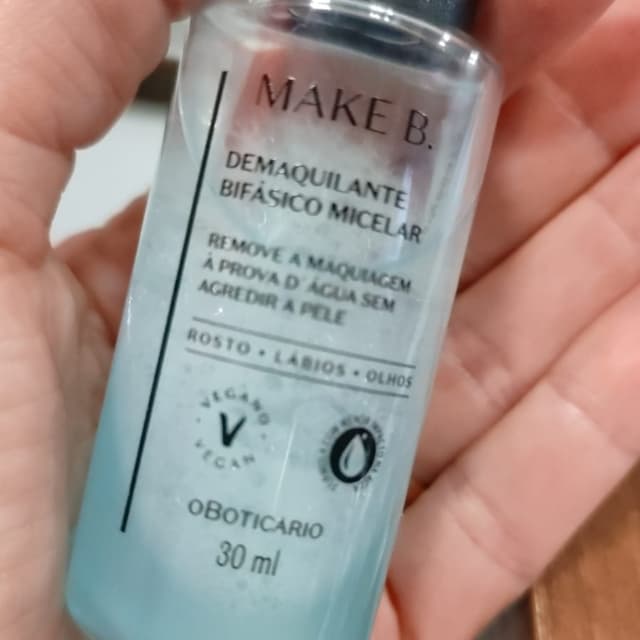 MAKE B.
DEMAQUILANTE
BIFÁSICO MICELAR
REMOVE A MAQUIAGEM
À PROVA D' ÁGUA SEM
AGREDIR A PELE
ROSTO • LÁBIOS • OLHOS
VEGANO
V
VEGAN
OBOTICARIO
30 ml